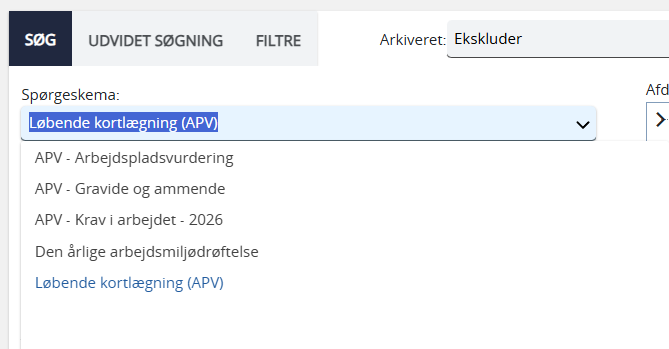 SØG
UDVIDET SØGNING
FILTRE
Arkiveret:
Ekskluder
Spørgeskema:
Afd
Løbende kortlægning (APV)
APV - Arbejdspladsvurdering
APV - Gravide og ammende
APV - Krav i arbejdet - 2026
Den årlige arbejdsmiljødrøftelse
Løbende kortlægning (APV)